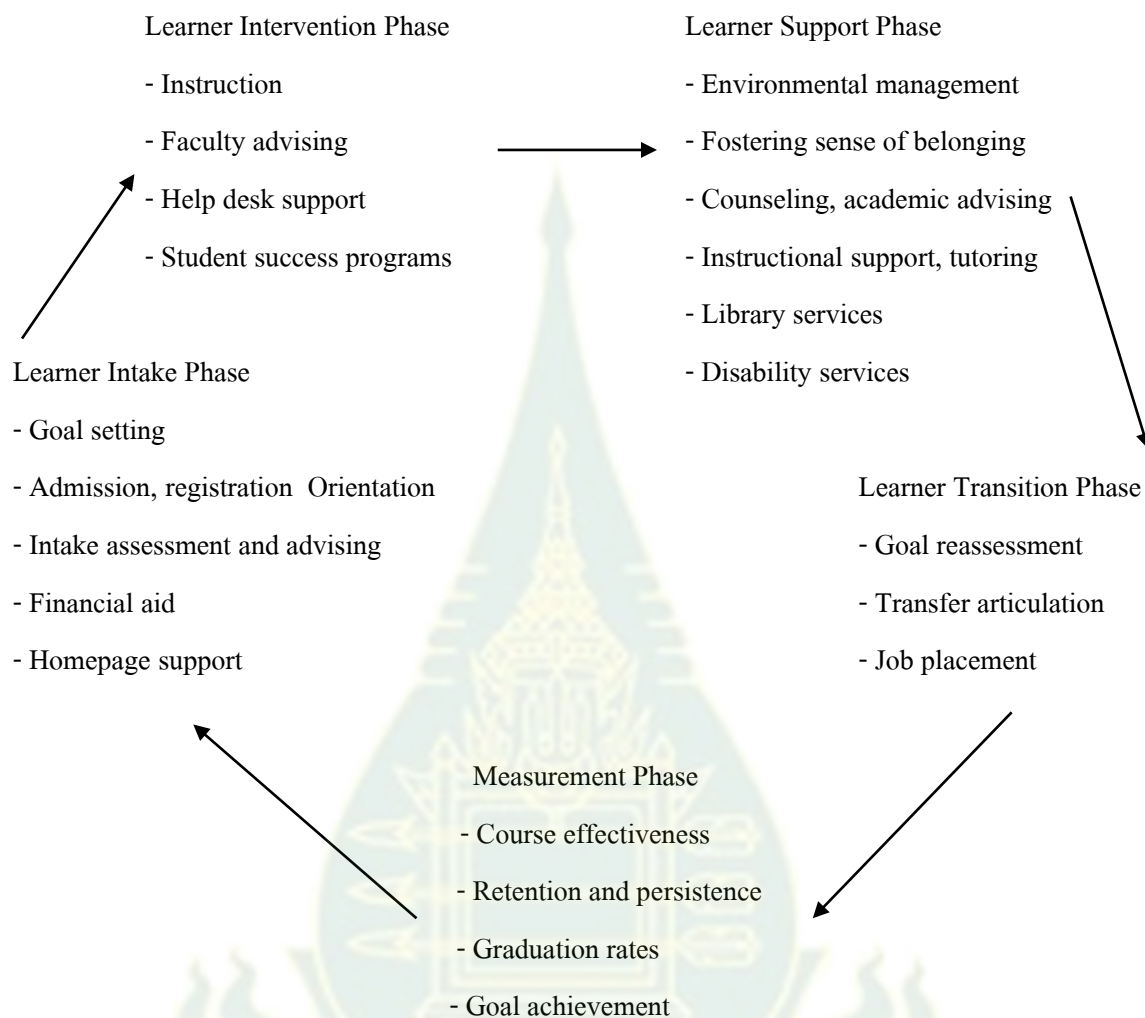 Learner Intervention Phase
- Instruction
- Faculty advising
- Help desk support
- Student success programs
Learner Support Phase
- Environmental management
- Fostering sense of belonging
- Counseling, academic advising
- Instructional support, tutoring
- Library services
- Disability services
Learner Intake Phase
- Goal setting
- Admission, registration  Orientation
- Intake assessment and advising
- Financial aid
- Homepage support
Learner Transition Phase
- Goal reassessment
- Transfer articulation
- Job placement
Measurement Phase
- Course effectiveness
- Retention and persistence
- Graduation rates
- Goal achievement